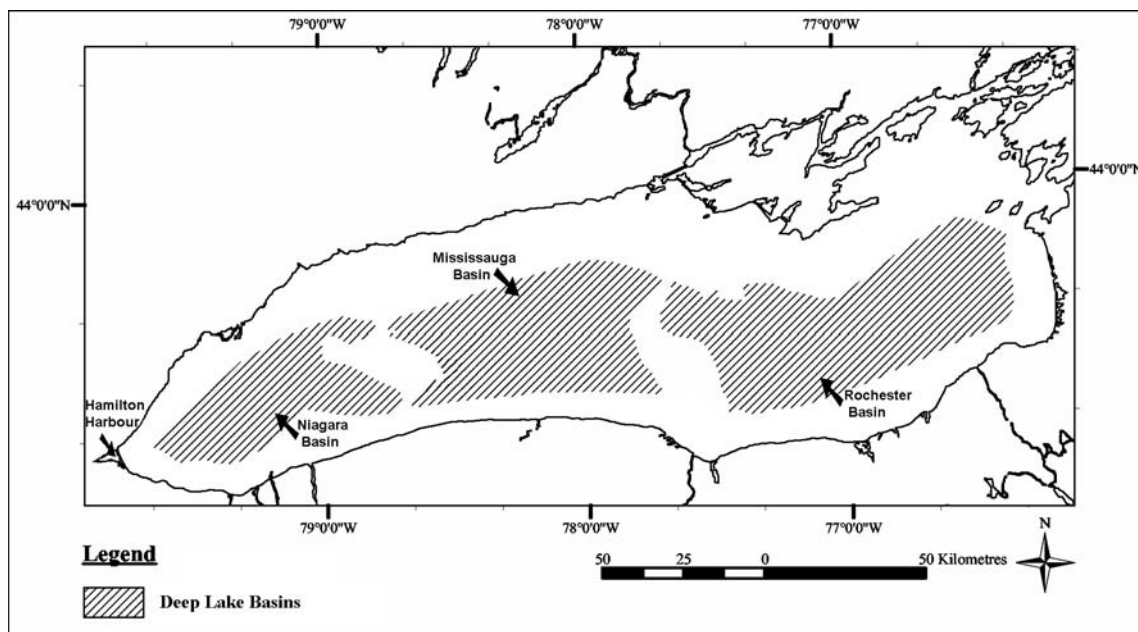 79°0'0"W 78°0'0"W 77°0'0"W
44°0'0"N
44°0'0"N
Mississauga
Basin
Hamilton
Harbour
Niagara
Basin
Rochester
Basin
79°0'0"W 78°0'0"W 77°0'0"W
N
Legend
50 25 0 50 Kilometres
Deep Lake Basins